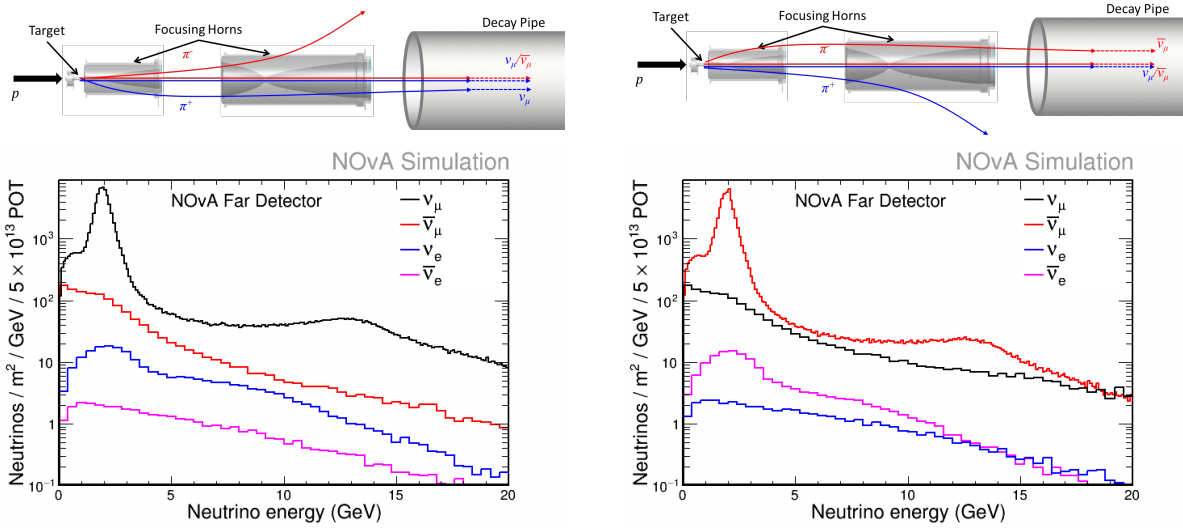 Target
Focusing Horns
Decay Pipe
π⁻
ν_μ/ν̅_μ
p
π⁺
ν_μ
NOvA Simulation
NOvA Far Detector
ν_μ
ν̅_μ
ν_e
ν̅_e
10³
10²
10
1
10⁻¹
Neutrinos / m² / GeV / 5 × 10¹³ POT
0 5 10 15 20
Neutrino energy (GeV)
Target
Focusing Horns
Decay Pipe
π⁻
ν̅_μ
ν_μ/ν̅_μ
p
π⁺
NOvA Simulation
NOvA Far Detector
ν_μ
ν̅_μ
ν_e
ν̅_e
10³
10²
10
1
10⁻¹
Neutrinos / m² / GeV / 5 × 10¹³ POT
0 5 10 15 20
Neutrino energy (GeV)